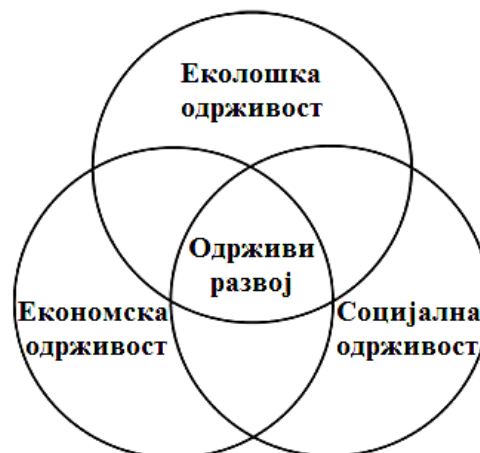 Еколошка
одрживост
Одрживи
развој
Економска
одрживост
Социјална
одрживост